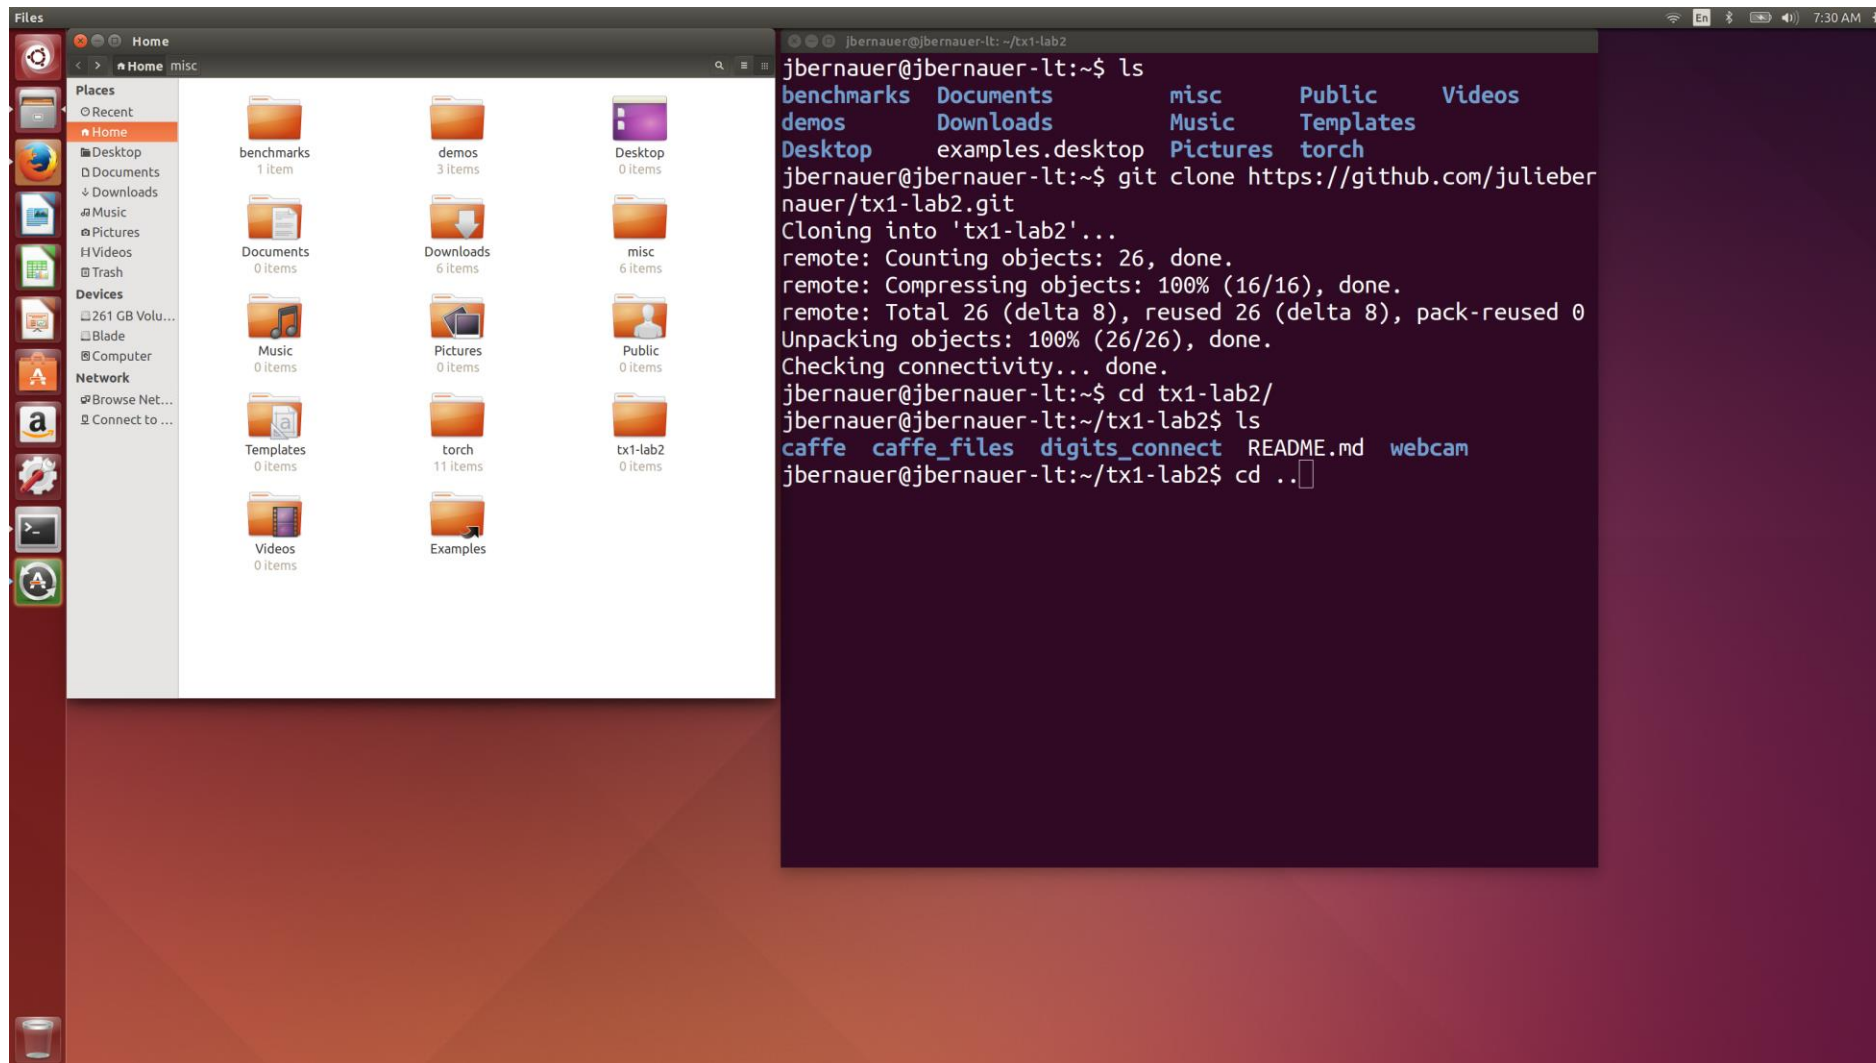 Files
En
7:30 AM
Home
Home misc
Places
Recent
Home
Desktop
Documents
Downloads
Music
Pictures
Videos
Trash
Devices
261 GB Volu...
Blade
Computer
Network
Browse Net...
Connect to ...
benchmarks demos Desktop
1 item 3 items 0 items
Documents Downloads misc
0 items 6 items 6 items
Music Pictures Public
0 items 0 items 0 items
Templates torch tx1-lab2
0 items 11 items 0 items
Videos Examples
0 items
jbernauer@jbernauer-lt: ~/tx1-lab2
jbernauer@jbernauer-lt:~$ ls
benchmarks Documents misc Public Videos
demos Downloads Music Templates
Desktop examples.desktop Pictures torch
jbernauer@jbernauer-lt:~$ git clone https://github.com/julieber
nauer/tx1-lab2.git
Cloning into 'tx1-lab2'...
remote: Counting objects: 26, done.
remote: Compressing objects: 100% (16/16), done.
remote: Total 26 (delta 8), reused 26 (delta 8), pack-reused 0
Unpacking objects: 100% (26/26), done.
Checking connectivity... done.
jbernauer@jbernauer-lt:~$ cd tx1-lab2/
jbernauer@jbernauer-lt:~/tx1-lab2$ ls
caffe caffe_files digits_connect README.md webcam
jbernauer@jbernauer-lt:~/tx1-lab2$ cd ..